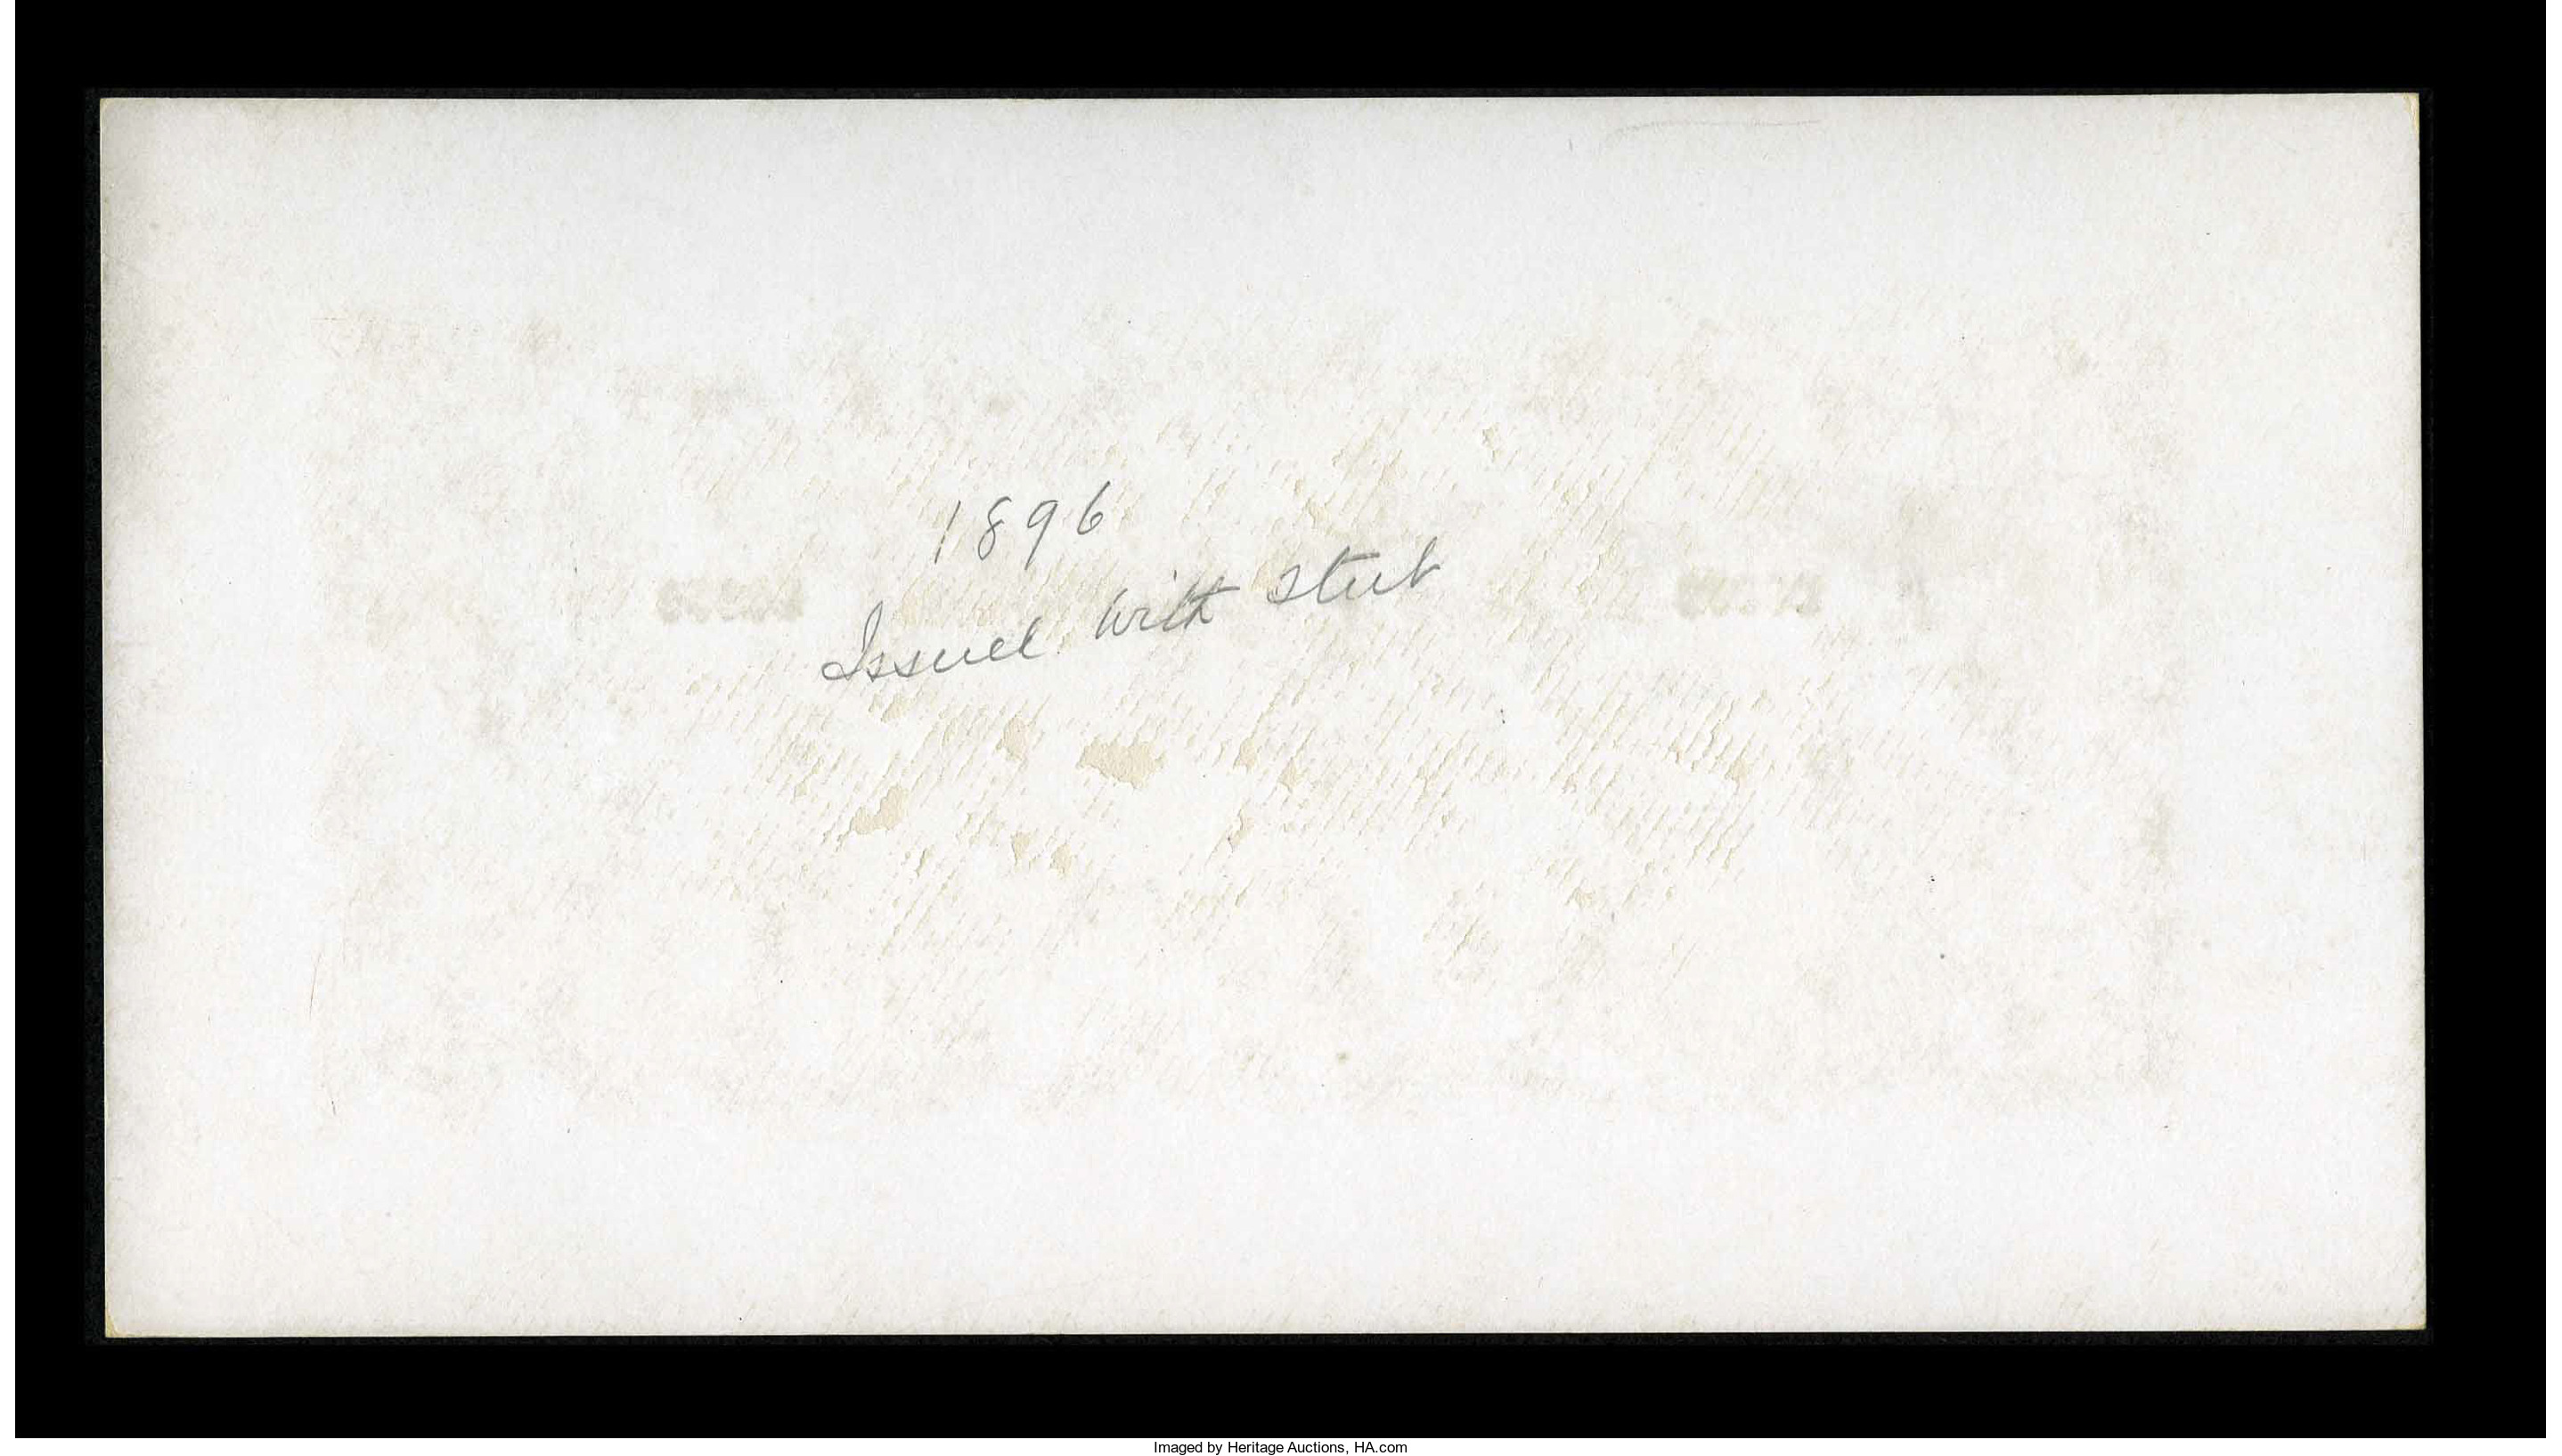 1896
Issued with stub
Imaged by Heritage Auctions, HA.com